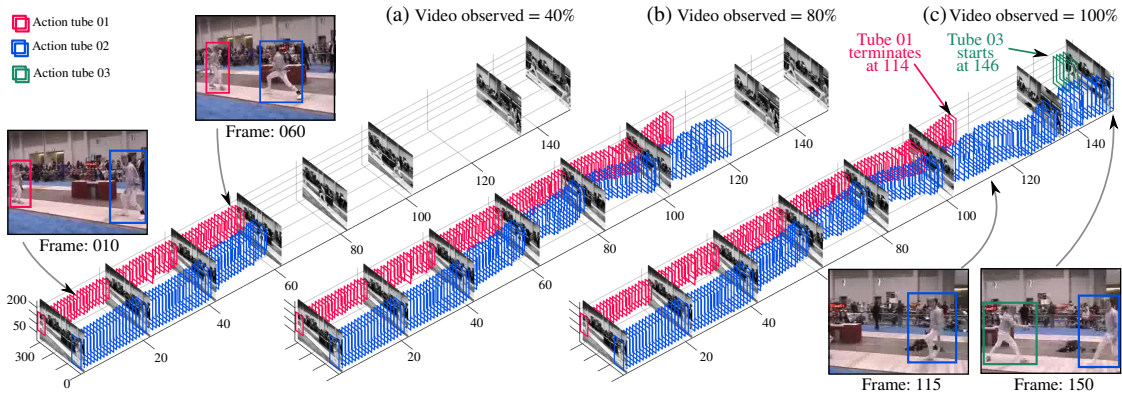 Action tube 01
Action tube 02
Action tube 03
(a) Video observed = 40%
(b) Video observed = 80%
(c) Video observed = 100%
Tube 01
terminates
at 114
Tube 03
starts
at 146
Frame: 060
Frame: 010
200
50
300
0
20
40
60
80
100
120
140
20
40
60
80
100
120
140
20
40
60
80
100
120
140
Frame: 115
Frame: 150